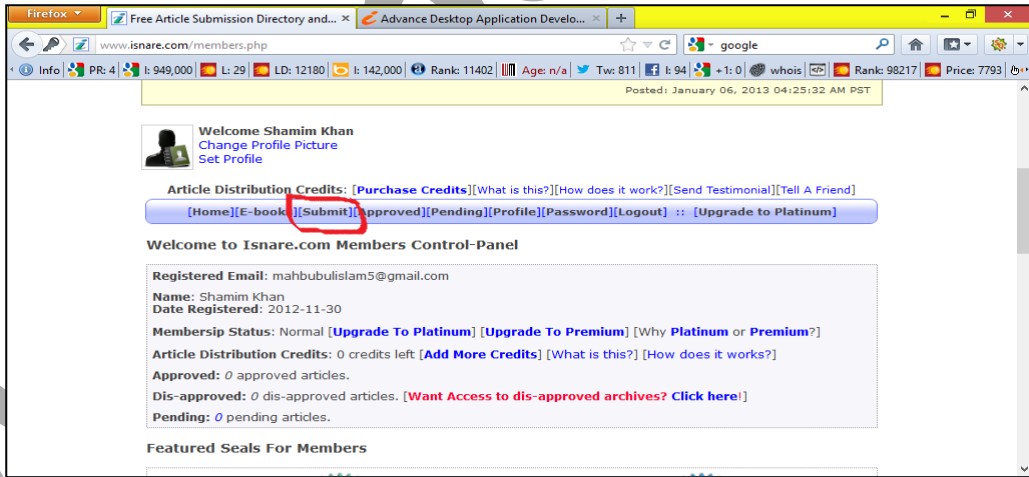 Firefox
Free Article Submission Directory and... ×
Advance Desktop Application Develo... ×
www.isnare.com/members.php
google
Info PR: 4 I: 949,000 L: 29 LD: 12180 I: 142,000 Rank: 11402 Age: n/a Tw: 811 I: 94 +1: 0 whois Rank: 98217 Price: 7793
Posted: January 06, 2013 04:25:32 AM PST
Welcome Shamim Khan
Change Profile Picture
Set Profile
Article Distribution Credits: [Purchase Credits][What is this?][How does it work?][Send Testimonial][Tell A Friend]
[Home][E-book][Submit][Approved][Pending][Profile][Password][Logout] :: [Upgrade to Platinum]
Welcome to Isnare.com Members Control-Panel
Registered Email: mahbubulislam5@gmail.com
Name: Shamim Khan
Date Registered: 2012-11-30
Membersip Status: Normal [Upgrade To Platinum] [Upgrade To Premium] [Why Platinum or Premium?]
Article Distribution Credits: 0 credits left [Add More Credits] [What is this?] [How does it works?]
Approved: 0 approved articles.
Dis-approved: 0 dis-approved articles. [Want Access to dis-approved archives? Click here!]
Pending: 0 pending articles.
Featured Seals For Members